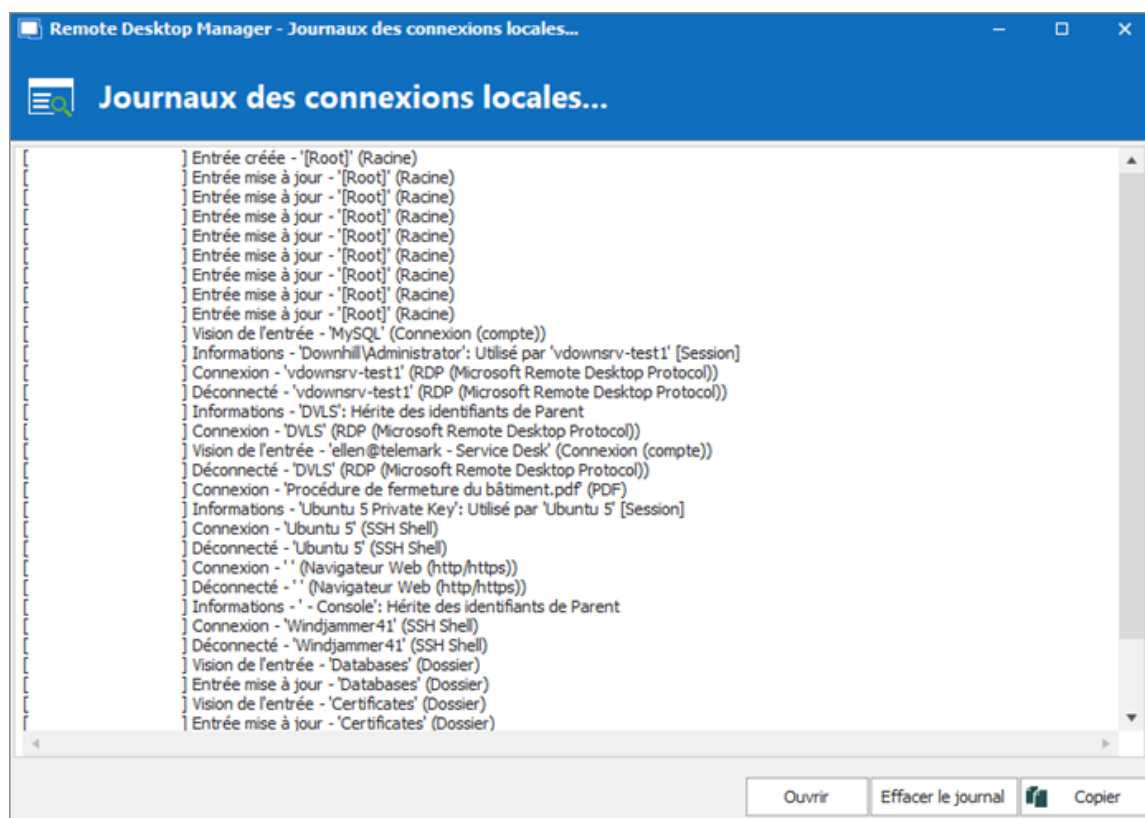 Remote Desktop Manager - Journaux des connexions locales...
Journaux des connexions locales...
[ ] Entrée créée - '[Root]' (Racine)
[ ] Entrée mise à jour - '[Root]' (Racine)
[ ] Entrée mise à jour - '[Root]' (Racine)
[ ] Entrée mise à jour - '[Root]' (Racine)
[ ] Entrée mise à jour - '[Root]' (Racine)
[ ] Entrée mise à jour - '[Root]' (Racine)
[ ] Entrée mise à jour - '[Root]' (Racine)
[ ] Entrée mise à jour - '[Root]' (Racine)
[ ] Entrée mise à jour - '[Root]' (Racine)
[ ] Vision de l'entrée - 'MySQL' (Connexion (compte))
[ ] Informations - 'Downhill\Administrator': Utilisé par 'vdownsrv-test1' [Session]
[ ] Connexion - 'vdownsrv-test1' (RDP (Microsoft Remote Desktop Protocol))
[ ] Déconnecté - 'vdownsrv-test1' (RDP (Microsoft Remote Desktop Protocol))
[ ] Informations - 'DVLS': Hérite des identifiants de Parent
[ ] Connexion - 'DVLS' (RDP (Microsoft Remote Desktop Protocol))
[ ] Vision de l'entrée - 'ellen@telemark - Service Desk' (Connexion (compte))
[ ] Déconnecté - 'DVLS' (RDP (Microsoft Remote Desktop Protocol))
[ ] Connexion - 'Procédure de fermeture du bâtiment.pdf' (PDF)
[ ] Informations - 'Ubuntu 5 Private Key': Utilisé par 'Ubuntu 5' [Session]
[ ] Connexion - 'Ubuntu 5' (SSH Shell)
[ ] Déconnecté - 'Ubuntu 5' (SSH Shell)
[ ] Connexion - ' ' (Navigateur Web (http/https))
[ ] Déconnecté - ' ' (Navigateur Web (http/https))
[ ] Informations - ' - Console': Hérite des identifiants de Parent
[ ] Connexion - 'Windjammer41' (SSH Shell)
[ ] Déconnecté - 'Windjammer41' (SSH Shell)
[ ] Vision de l'entrée - 'Databases' (Dossier)
[ ] Entrée mise à jour - 'Databases' (Dossier)
[ ] Vision de l'entrée - 'Certificates' (Dossier)
[ ] Entrée mise à jour - 'Certificates' (Dossier)
Ouvrir
Effacer le journal
Copier